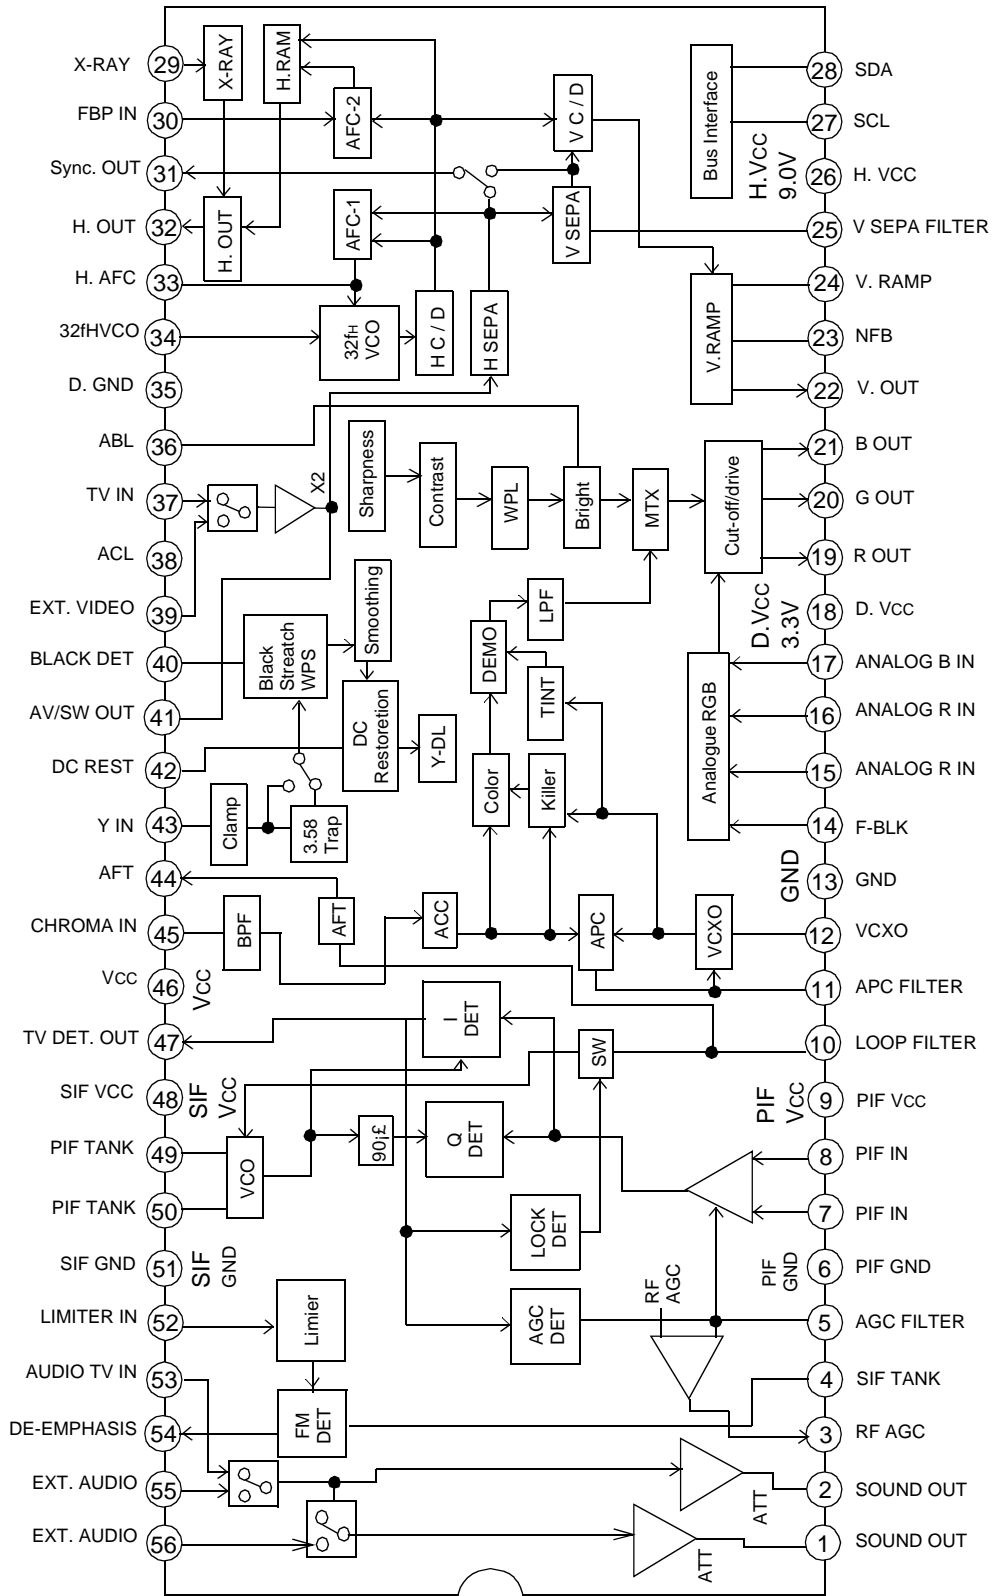 X-RAY
29
FBP IN
30
Sync. OUT
31
H. OUT
32
H. AFC
33
32fHVCO
34
D. GND
35
ABL
36
TV IN
37
ACL
38
EXT. VIDEO
39
BLACK DET
40
AV/SW OUT
41
DC REST
42
Y IN
43
AFT
44
CHROMA IN
45
VCC
46
TV DET. OUT
47
SIF VCC
48
PIF TANK
49
PIF TANK
50
SIF GND
51
LIMITER IN
52
AUDIO TV IN
53
DE-EMPHASIS
54
EXT. AUDIO
55
EXT. AUDIO
56
X-RAY
H.RAM
AFC-2
V C / D
Bus Interface
H.VCC
9.0V
H. OUT
AFC-1
V SEPA
32fH
VCO
H C / D
H SEPA
V.RAMP
X2
Sharpness
Contrast
WPL
Bright
MTX
Cut-off/drive
D.VCC
3.3V
Black
Streatch
WPS
Smoothing
DEMO
LPF
TINT
DC
Restoretion
Y-DL
Color
Killer
Analogue RGB
Clamp
3.58
Trap
GND
BPF
AFT
ACC
APC
VCXO
VCC
I
DET
SW
SIF
VCC
PIF
VCC
VCO
90¡£
Q
DET
LOCK
DET
SIF
GND
PIF
GND
RF
AGC
AGC
DET
Limier
FM
DET
ATT
ATT
28
SDA
27
SCL
26
H. VCC
25
V SEPA FILTER
24
V. RAMP
23
NFB
22
V. OUT
21
B OUT
20
G OUT
19
R OUT
18
D. VCC
17
ANALOG B IN
16
ANALOG R IN
15
ANALOG R IN
14
F-BLK
13
GND
12
VCXO
11
APC FILTER
10
LOOP FILTER
9
PIF VCC
8
PIF IN
7
PIF IN
6
PIF GND
5
AGC FILTER
4
SIF TANK
3
RF AGC
2
SOUND OUT
1
SOUND OUT